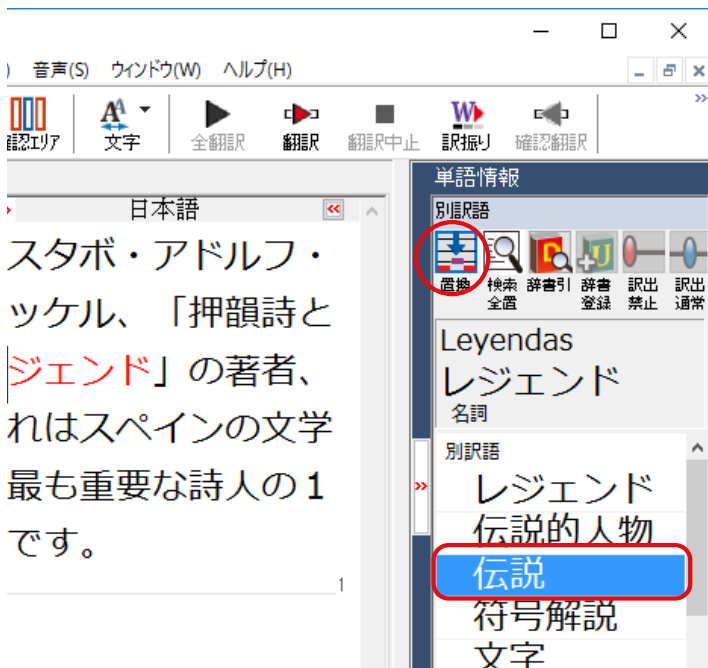 ) 音声(S) ウィンドウ(W) ヘルプ(H)
確認エリア 文字 全翻訳 翻訳 翻訳中止 訳振り 確認翻訳
単語情報
日本語
別訳語
置換 検索全置 辞書引 辞書登録 訳出禁止 訳出通常
スタボ・アドルフ・
ッケル、「押韻詩と
ジェンド」の著者、
れはスペインの文学
最も重要な詩人の1
です。
1
Leyendas
レジェンド
名詞
別訳語
レジェンド
伝説的人物
伝説
符号解説
文字